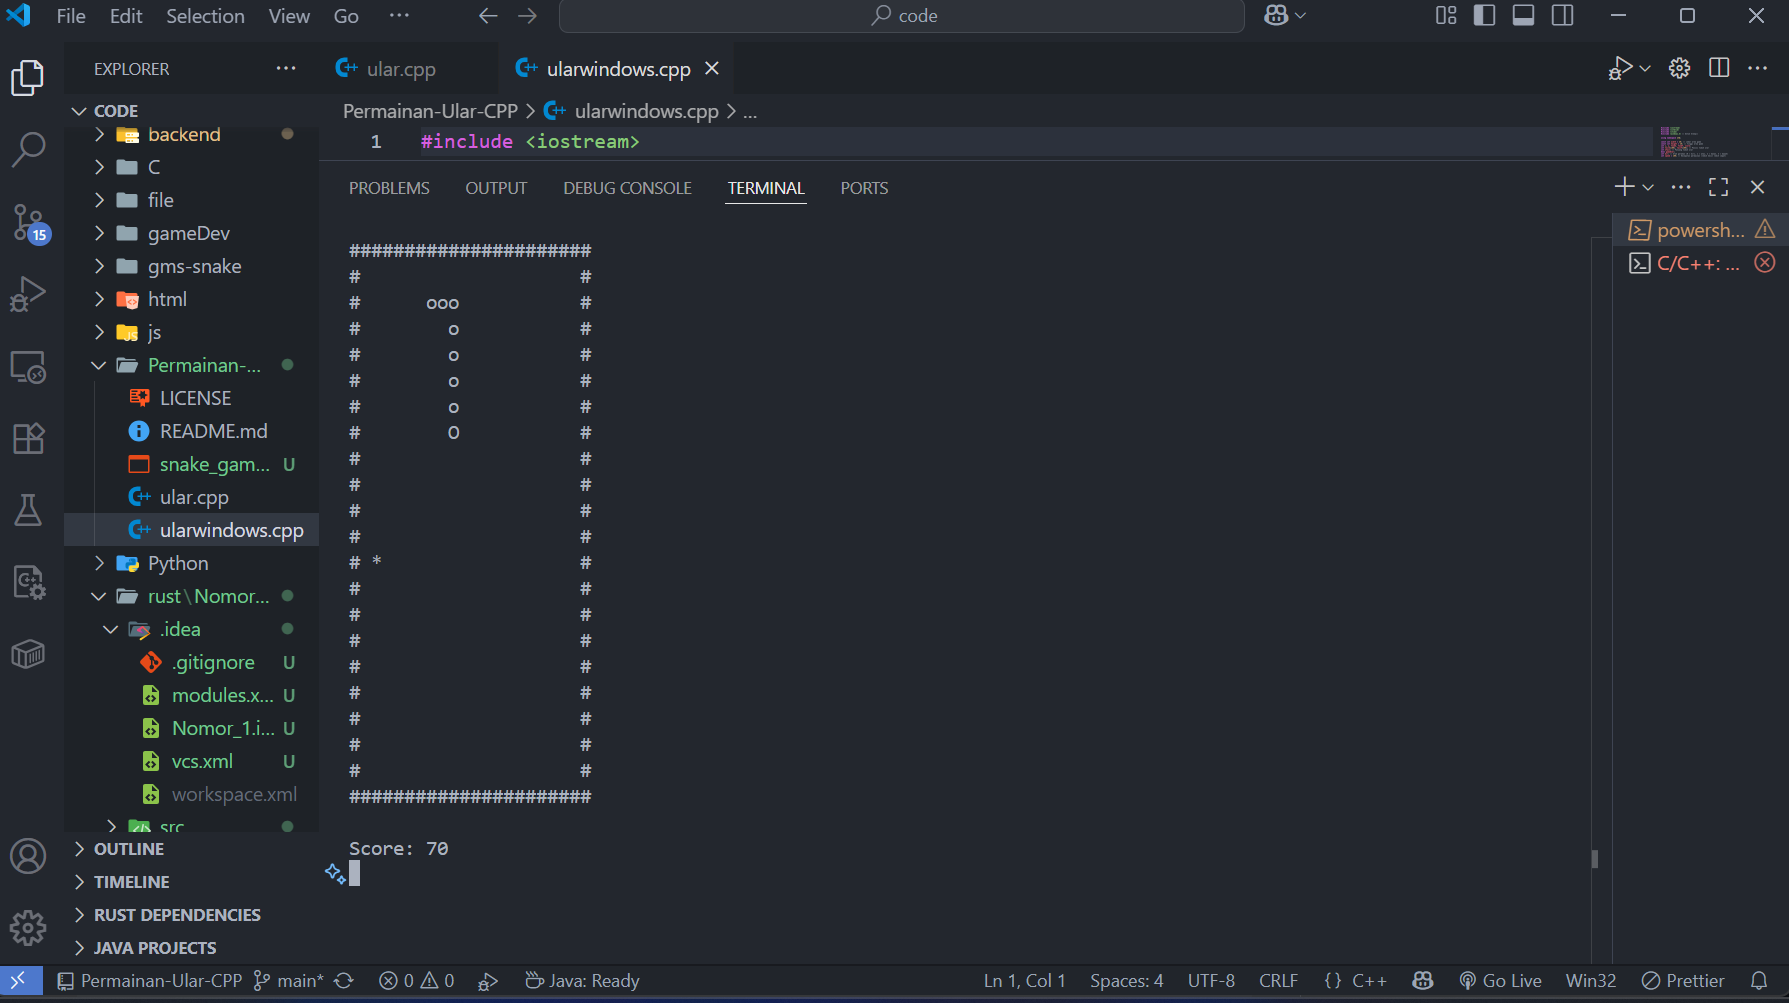 File Edit Selection View Go ··· code
EXPLORER ···
CODE
backend
C
file
gameDev
gms-snake
html
js
Permainan-...
LICENSE
README.md
snake_gam... U
ular.cpp
ularwindows.cpp
Python
rust\Nomor...
.idea
.gitignore U
modules.x... U
Nomor_1.i... U
vcs.xml U
workspace.xml
src
OUTLINE
TIMELINE
RUST DEPENDENCIES
JAVA PROJECTS
15
ular.cpp ularwindows.cpp
Permainan-Ular-CPP > ularwindows.cpp > ...
1 #include <iostream>
PROBLEMS OUTPUT DEBUG CONSOLE TERMINAL PORTS
######################
#                    #
#      ooo           #
#        o           #
#        o           #
#        o           #
#        o           #
#        O           #
#                    #
#                    #
#                    #
#                    #
# *                  #
#                    #
#                    #
#                    #
#                    #
#                    #
#                    #
#                    #
#                    #
######################
Score: 70
powersh...
C/C++: ...
Permainan-Ular-CPP main* 0 0 Java: Ready Ln 1, Col 1 Spaces: 4 UTF-8 CRLF {} C++ Go Live Win32 Prettier